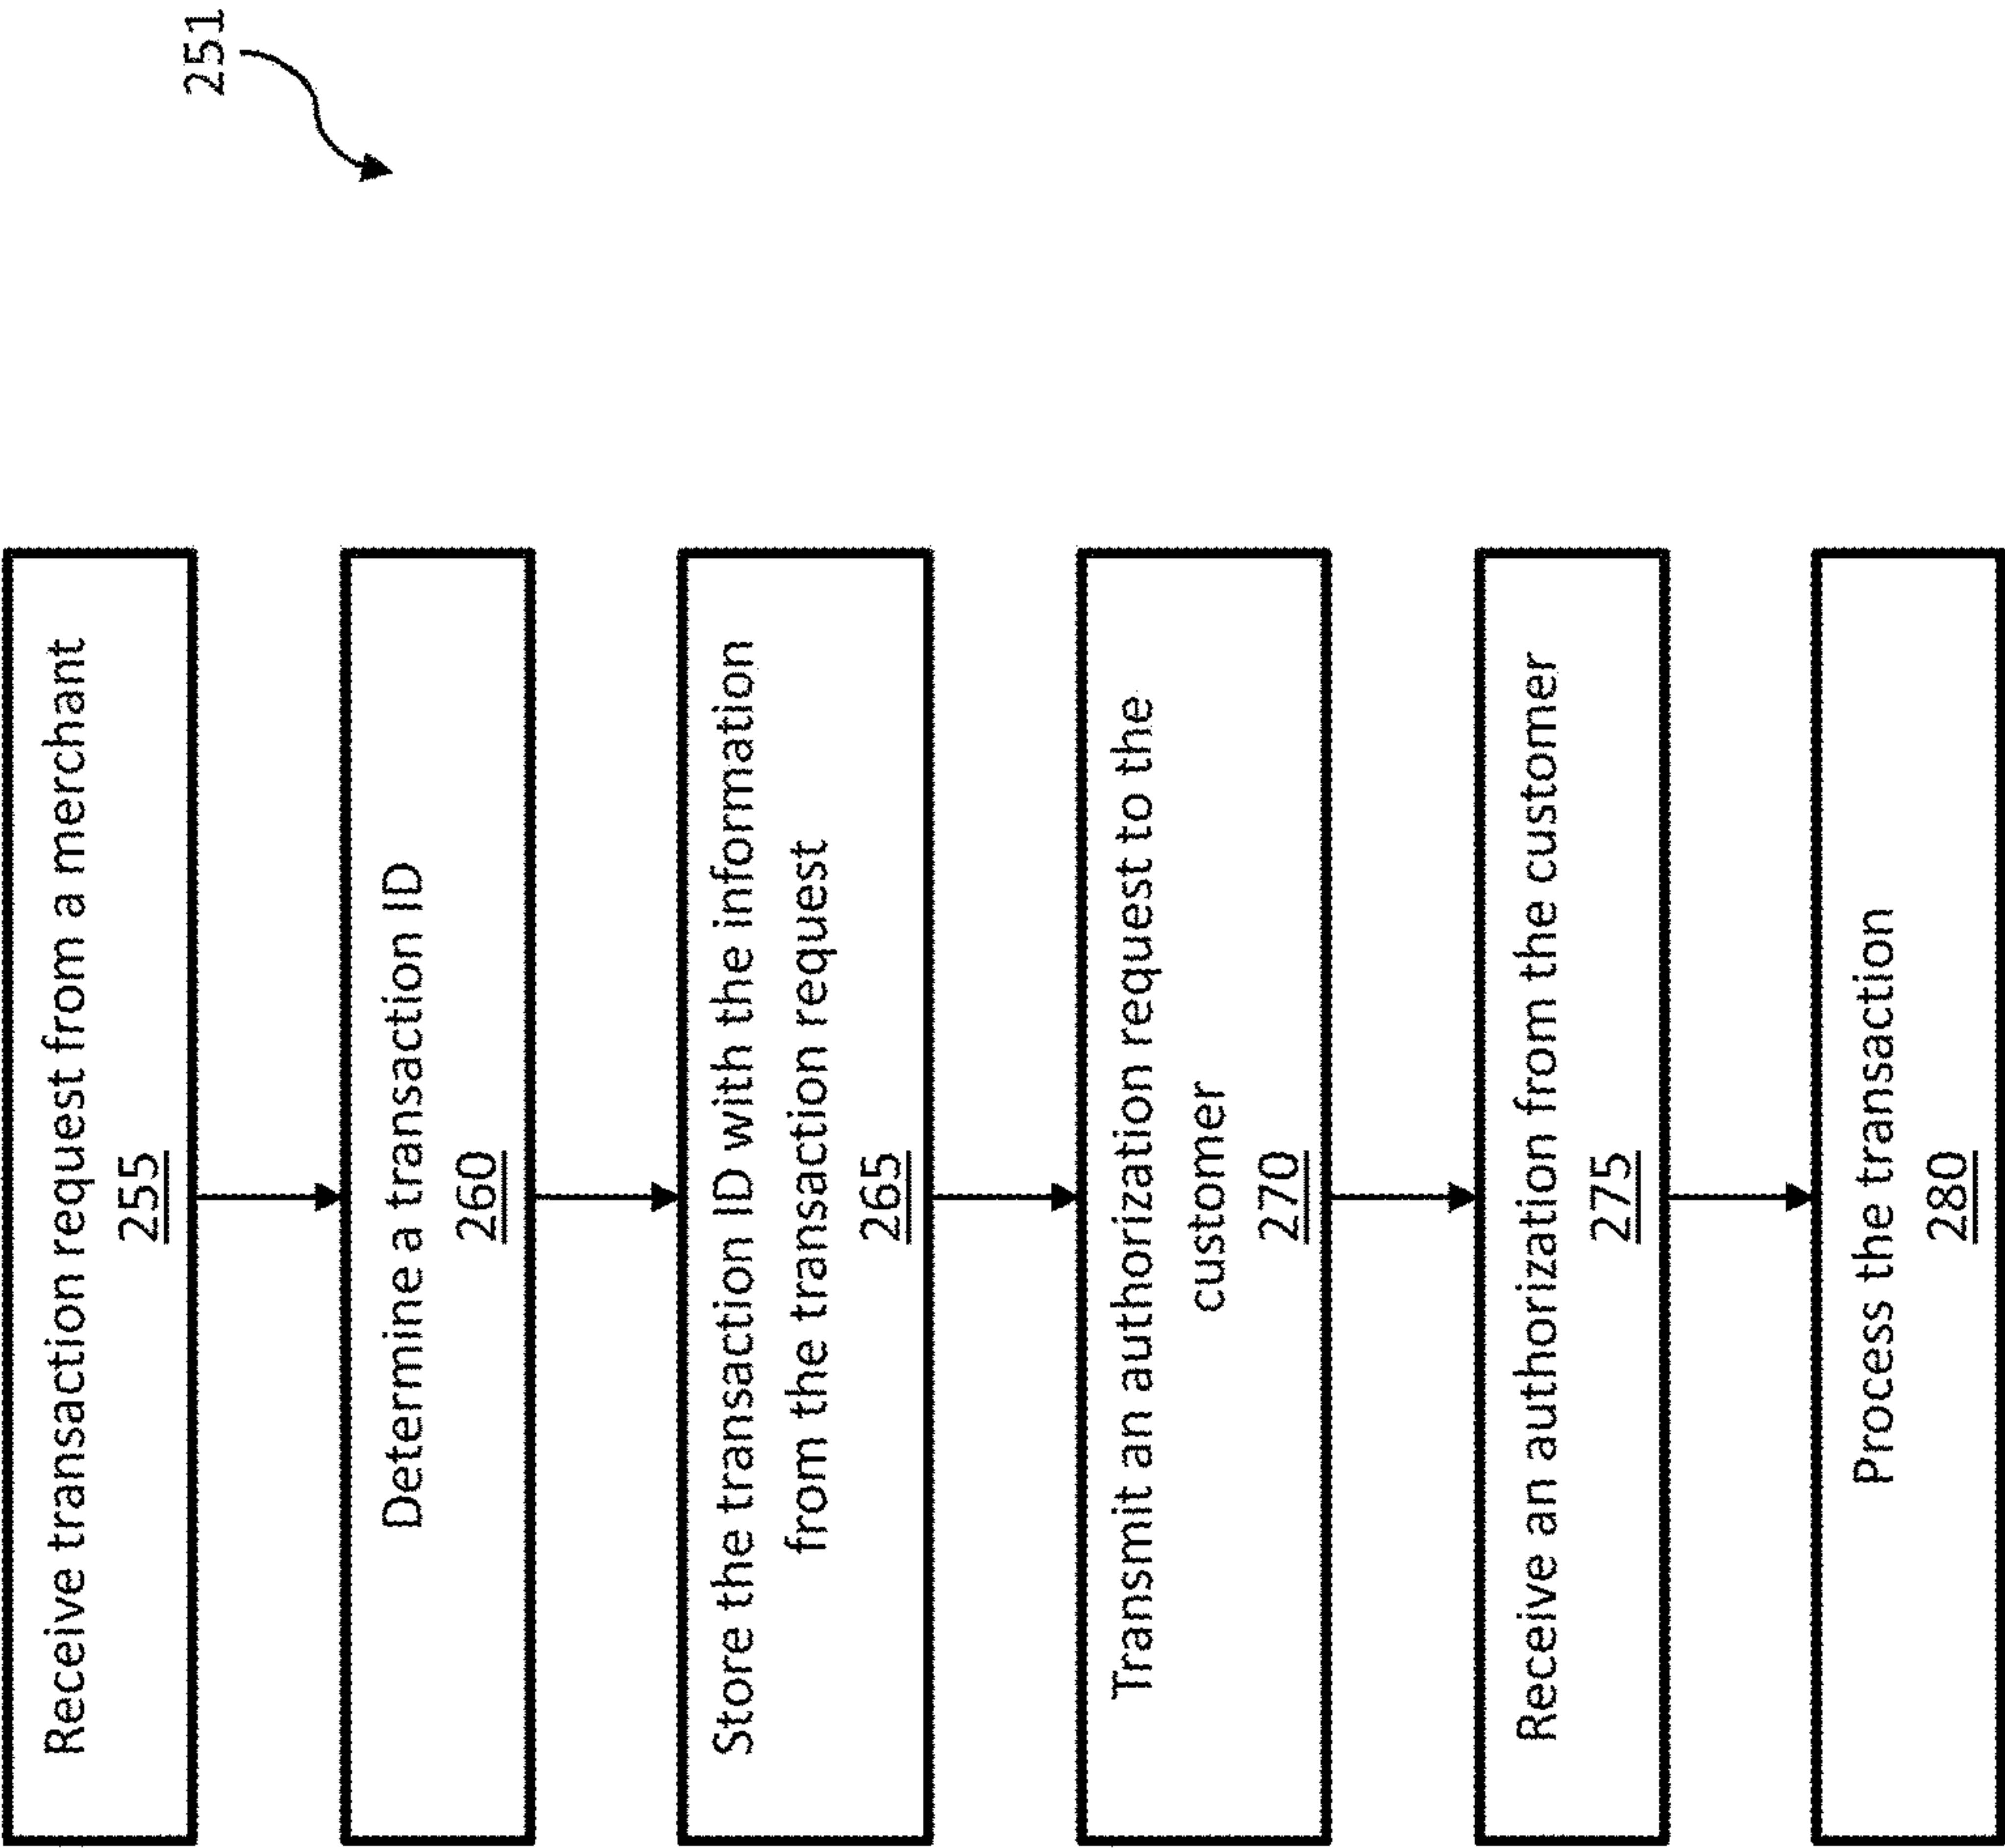 251
Receive transaction request from a merchant
255
Determine a transaction ID
260
Store the transaction ID with the information
from the transaction request
265
Transmit an authorization request to the
customer
270
Receive an authorization from the customer
275
Process the transaction
280